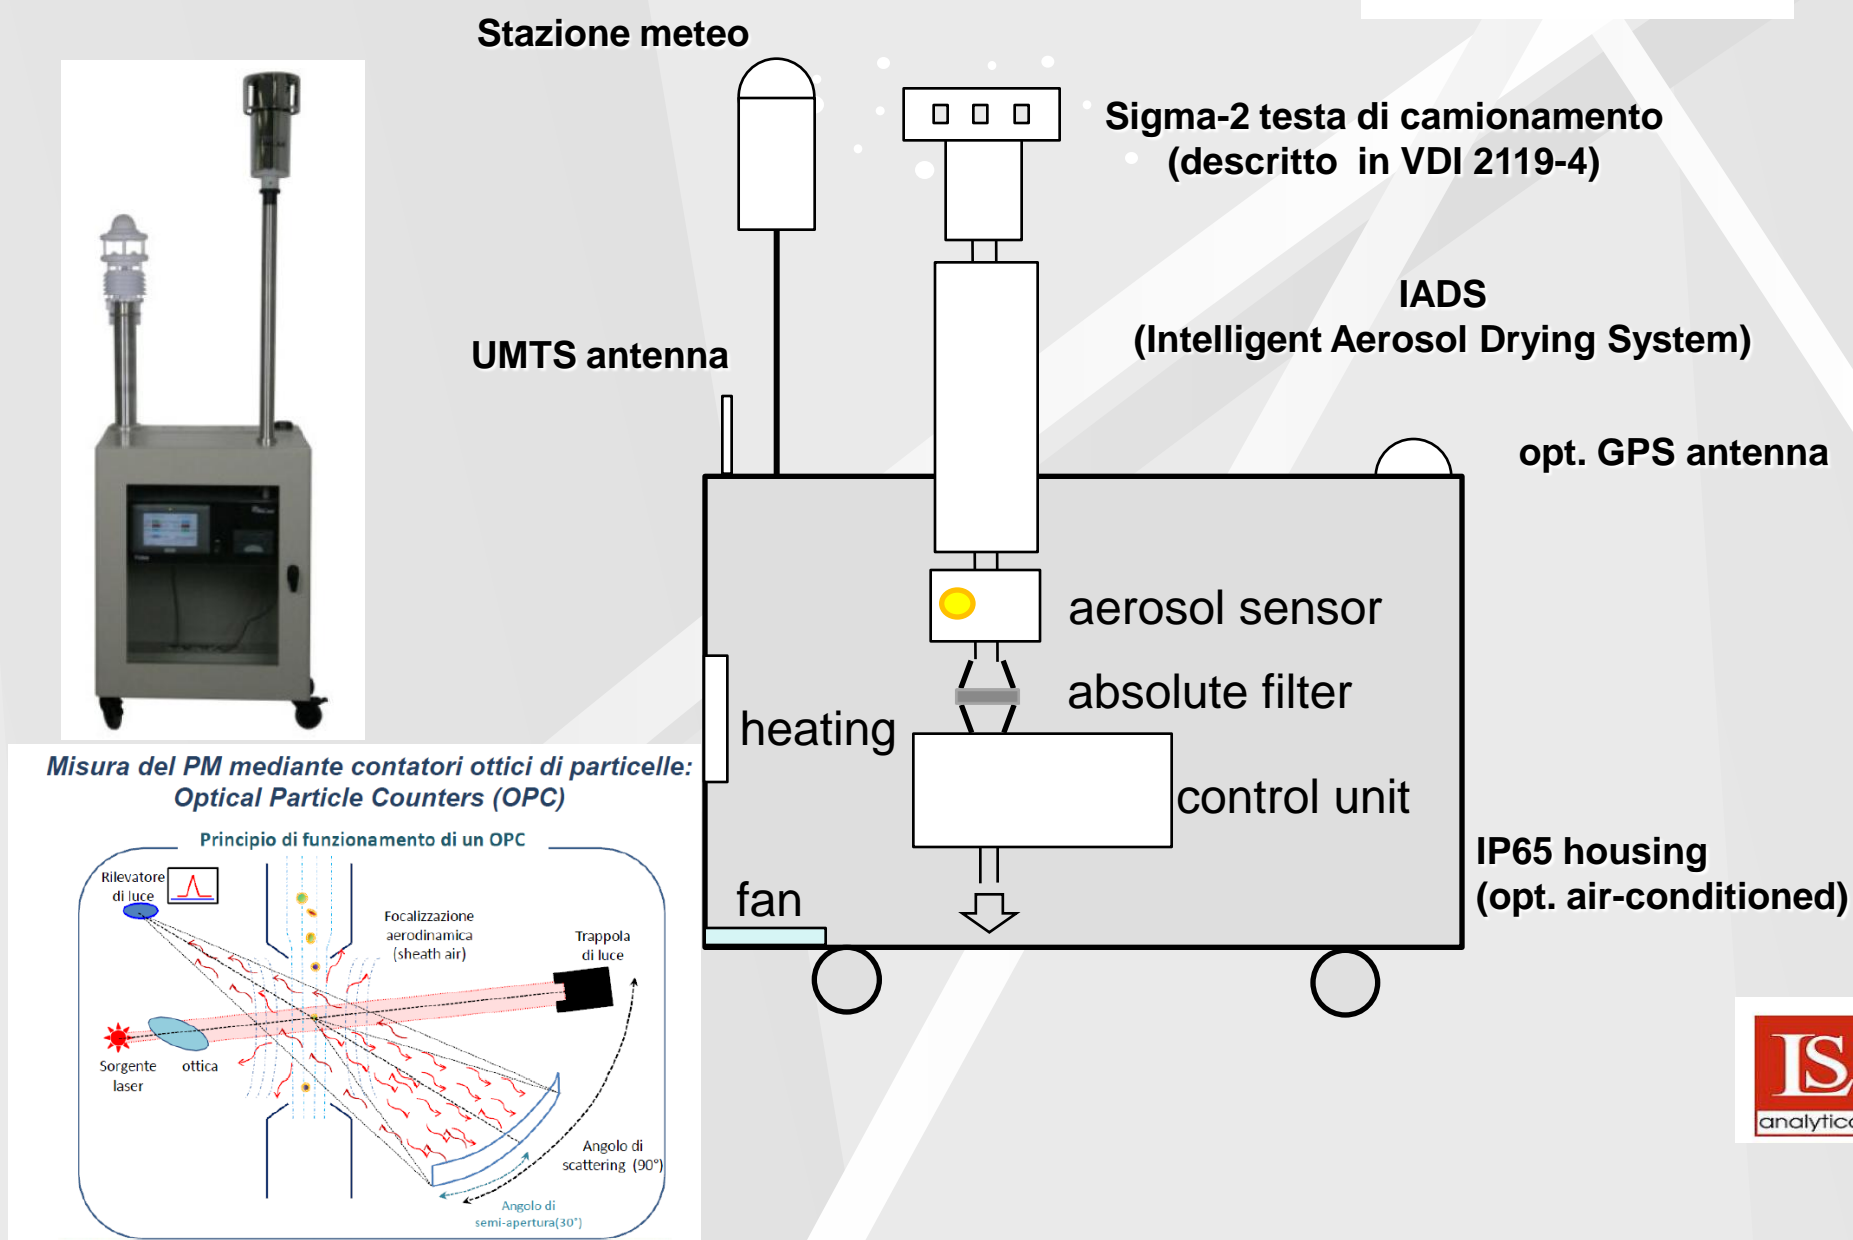 Stazione meteo
Sigma-2 testa di camionamento
(descritto in VDI 2119-4)
IADS
(Intelligent Aerosol Drying System)
UMTS antenna
opt. GPS antenna
aerosol sensor
absolute filter
heating
control unit
fan
IP65 housing
(opt. air-conditioned)
Misura del PM mediante contatori ottici di particelle:
Optical Particle Counters (OPC)
Principio di funzionamento di un OPC
Rilevatore
di luce
Focalizzazione
aerodinamica
(sheath air)
Trappola
di luce
Sorgente
laser
ottica
Angolo di
scattering (90°)
Angolo di
semi-apertura(30°)